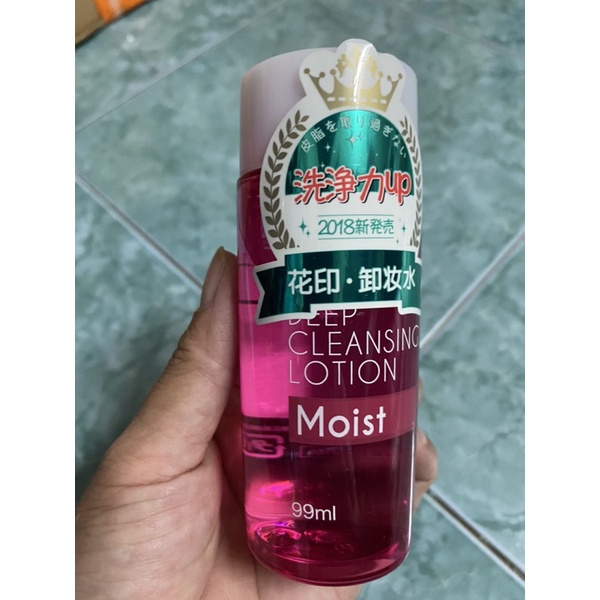 皮脂を取り過ぎない
洗浄力up
2018新発売
花印·卸妆水
DEEP
CLEANSING
LOTION
Moist
99ml